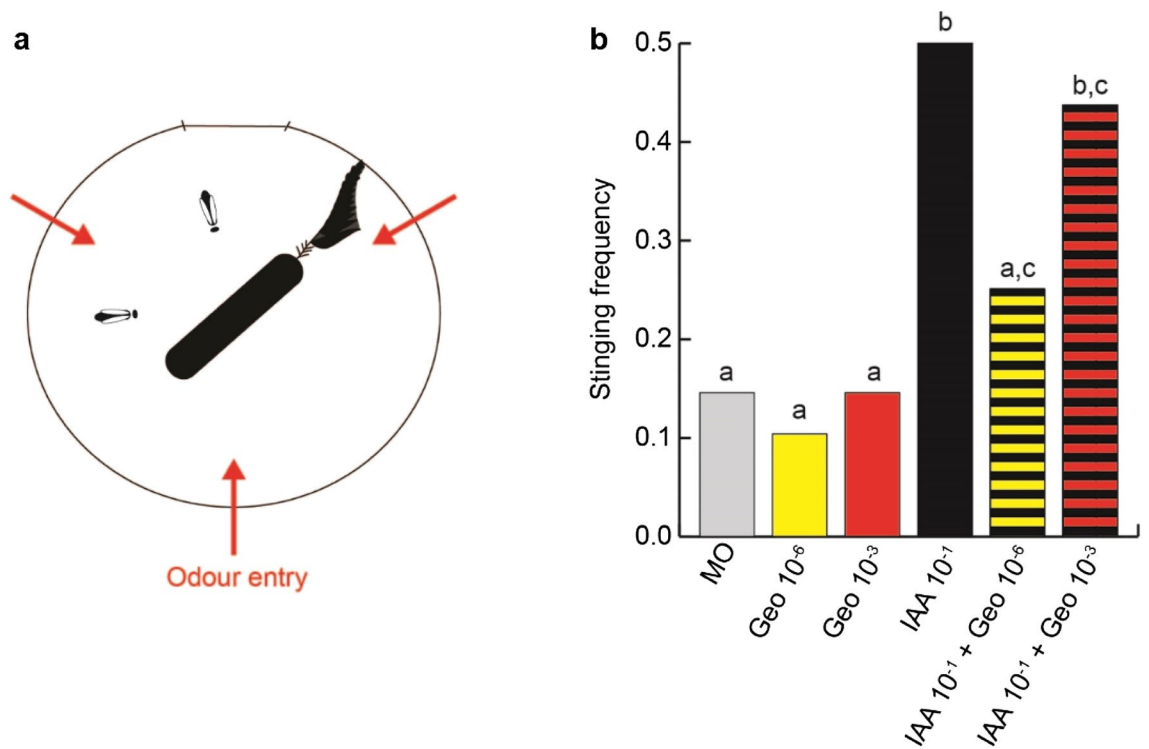 a
Odour entry
b
Stinging frequency
0.5
0.4
0.3
0.2
0.1
0.0
a
a
a
b
a,c
b,c
MO
Geo 10⁻⁶
Geo 10⁻³
IAA 10⁻¹
IAA 10⁻¹ + Geo 10⁻⁶
IAA 10⁻¹ + Geo 10⁻³